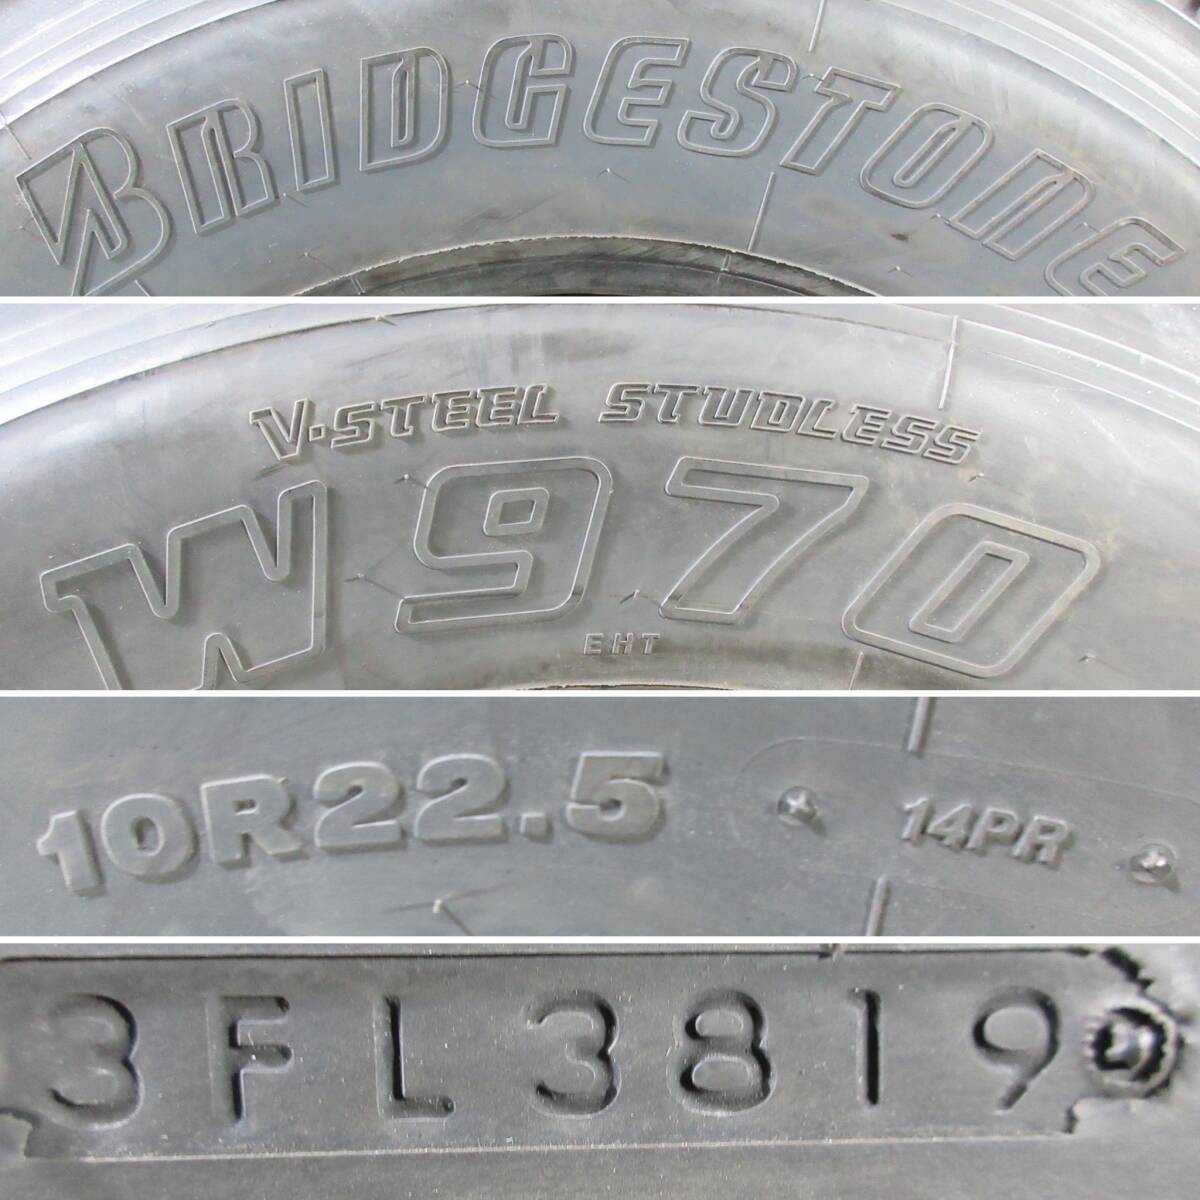 BRIDGESTONE
V-STEEL STUDLESS
W970
EHT
10R22.5 14PR
3FL3819